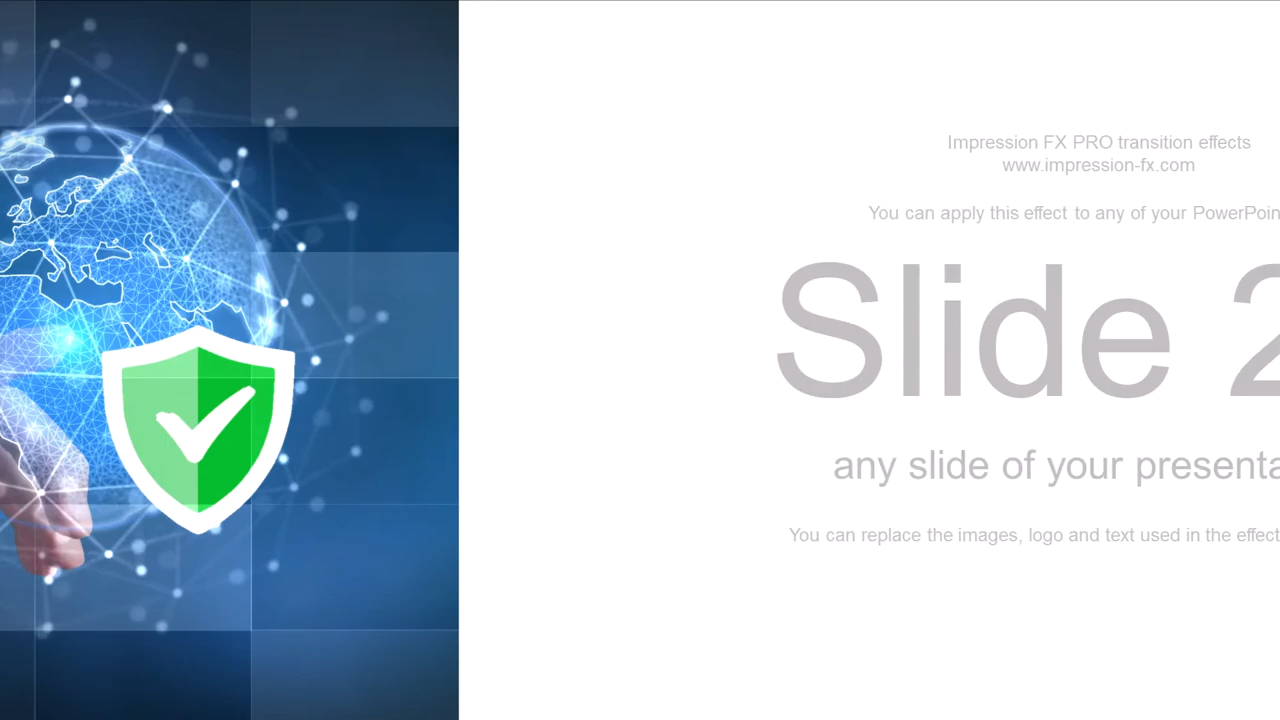 Impression FX PRO transition effects
www.impression-fx.com
You can apply this effect to any of your PowerPoin
Slide 2
any slide of your presenta
You can replace the images, logo and text used in the effect